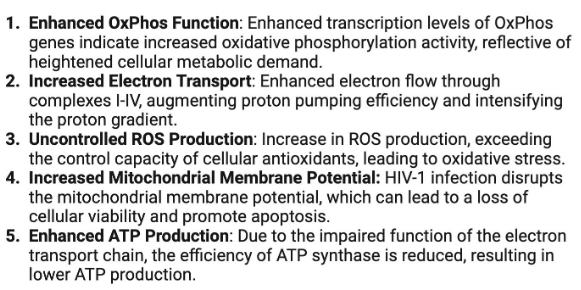 1. Enhanced OxPhos Function: Enhanced transcription levels of OxPhos
genes indicate increased oxidative phosphorylation activity, reflective of
heightened cellular metabolic demand.
2. Increased Electron Transport: Enhanced electron flow through
complexes I-IV, augmenting proton pumping efficiency and intensifying
the proton gradient.
3. Uncontrolled ROS Production: Increase in ROS production, exceeding
the control capacity of cellular antioxidants, leading to oxidative stress.
4. Increased Mitochondrial Membrane Potential: HIV-1 infection disrupts
the mitochondrial membrane potential, which can lead to a loss of
cellular viability and promote apoptosis.
5. Enhanced ATP Production: Due to the impaired function of the electron
transport chain, the efficiency of ATP synthase is reduced, resulting in
lower ATP production.